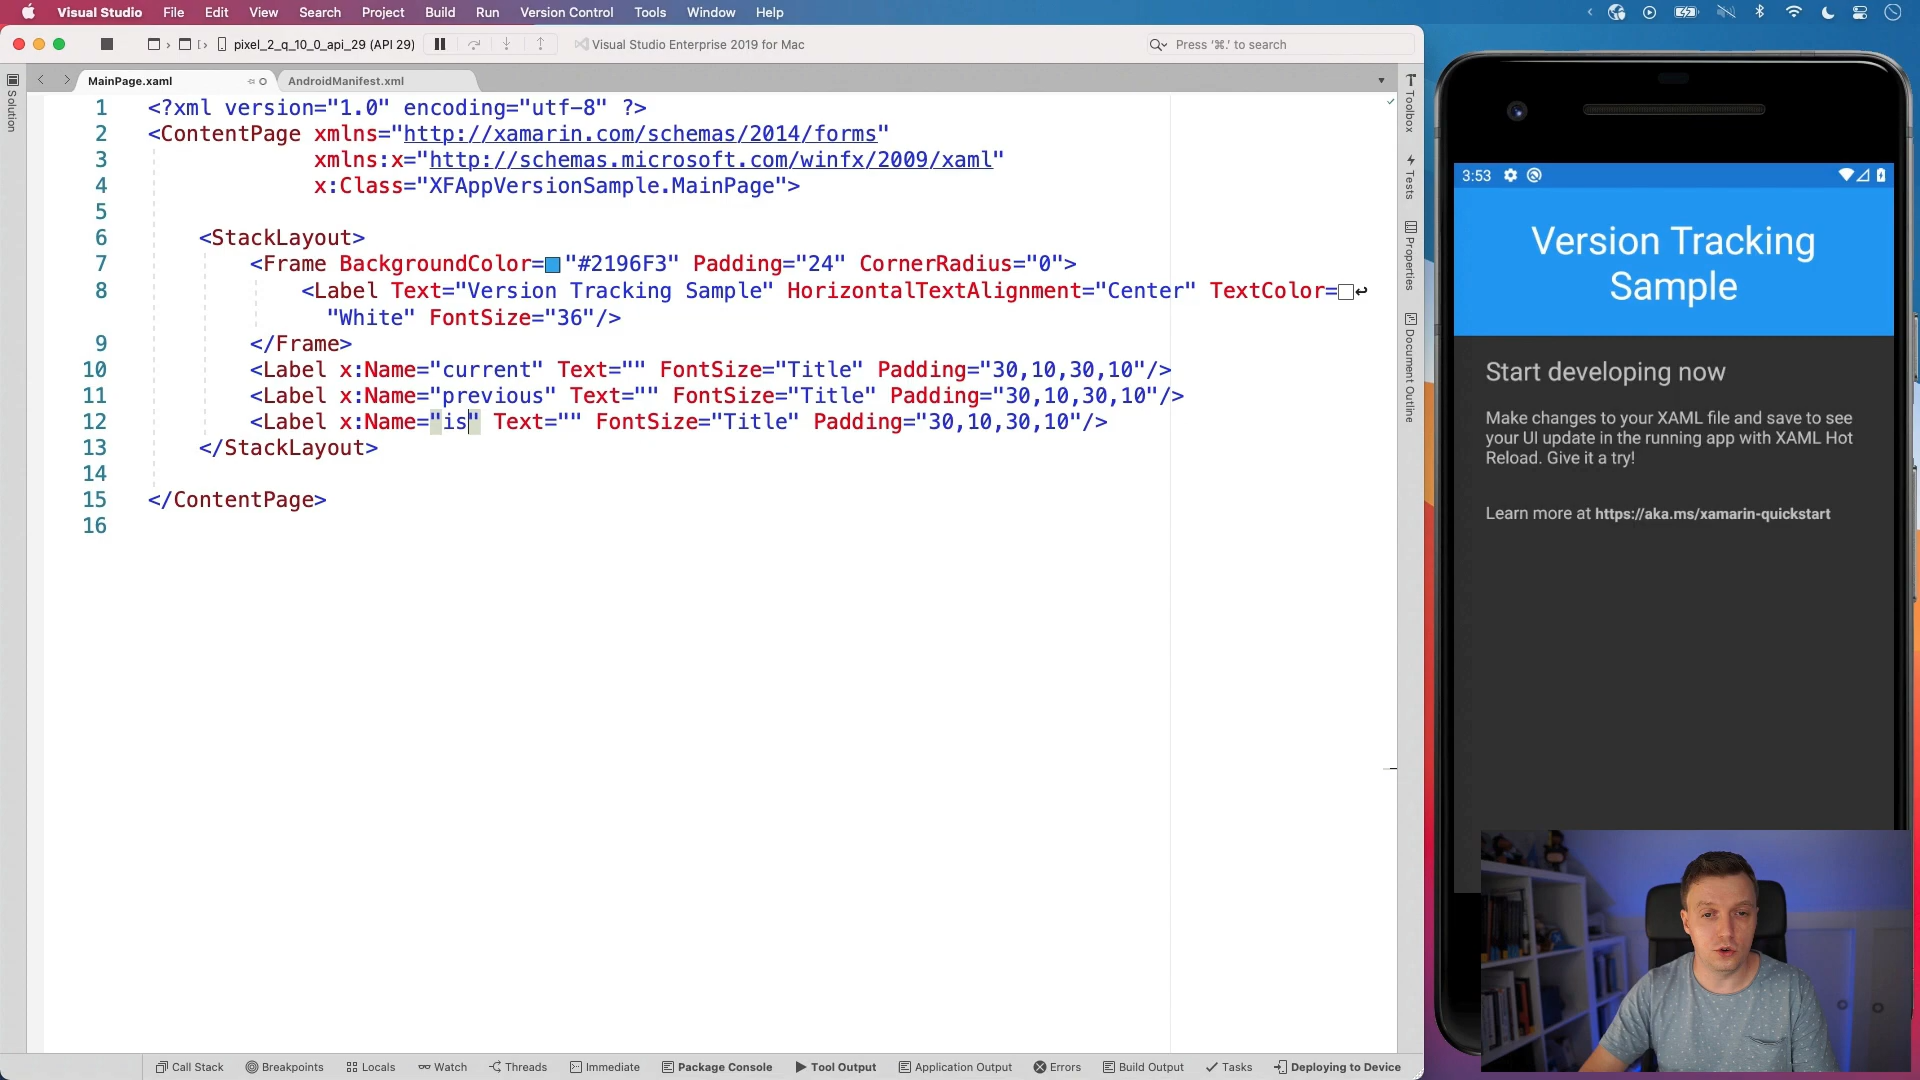 Visual Studio File Edit View Search Project Build Run Version Control Tools Window Help
pixel_2_q_10_0_api_29 (API 29) Visual Studio Enterprise 2019 for Mac Press '⌘.' to search
MainPage.xaml AndroidManifest.xml
Solution
1 <?xml version="1.0" encoding="utf-8" ?>
2 <ContentPage xmlns="http://xamarin.com/schemas/2014/forms"
3 xmlns:x="http://schemas.microsoft.com/winfx/2009/xaml"
4 x:Class="XFAppVersionSample.MainPage">
5
6 <StackLayout>
7 <Frame BackgroundColor="#2196F3" Padding="24" CornerRadius="0">
8 <Label Text="Version Tracking Sample" HorizontalTextAlignment="Center" TextColor=
"White" FontSize="36"/>
9 </Frame>
10 <Label x:Name="current" Text="" FontSize="Title" Padding="30,10,30,10"/>
11 <Label x:Name="previous" Text="" FontSize="Title" Padding="30,10,30,10"/>
12 <Label x:Name="is" Text="" FontSize="Title" Padding="30,10,30,10"/>
13 </StackLayout>
14
15 </ContentPage>
16
Toolbox
Tests
Properties
Document Outline
3:53
Version Tracking
Sample
Start developing now
Make changes to your XAML file and save to see
your UI update in the running app with XAML Hot
Reload. Give it a try!
Learn more at https://aka.ms/xamarin-quickstart
Call Stack Breakpoints Locals Watch Threads Immediate Package Console Tool Output Application Output Errors Build Output Tasks Deploying to Device